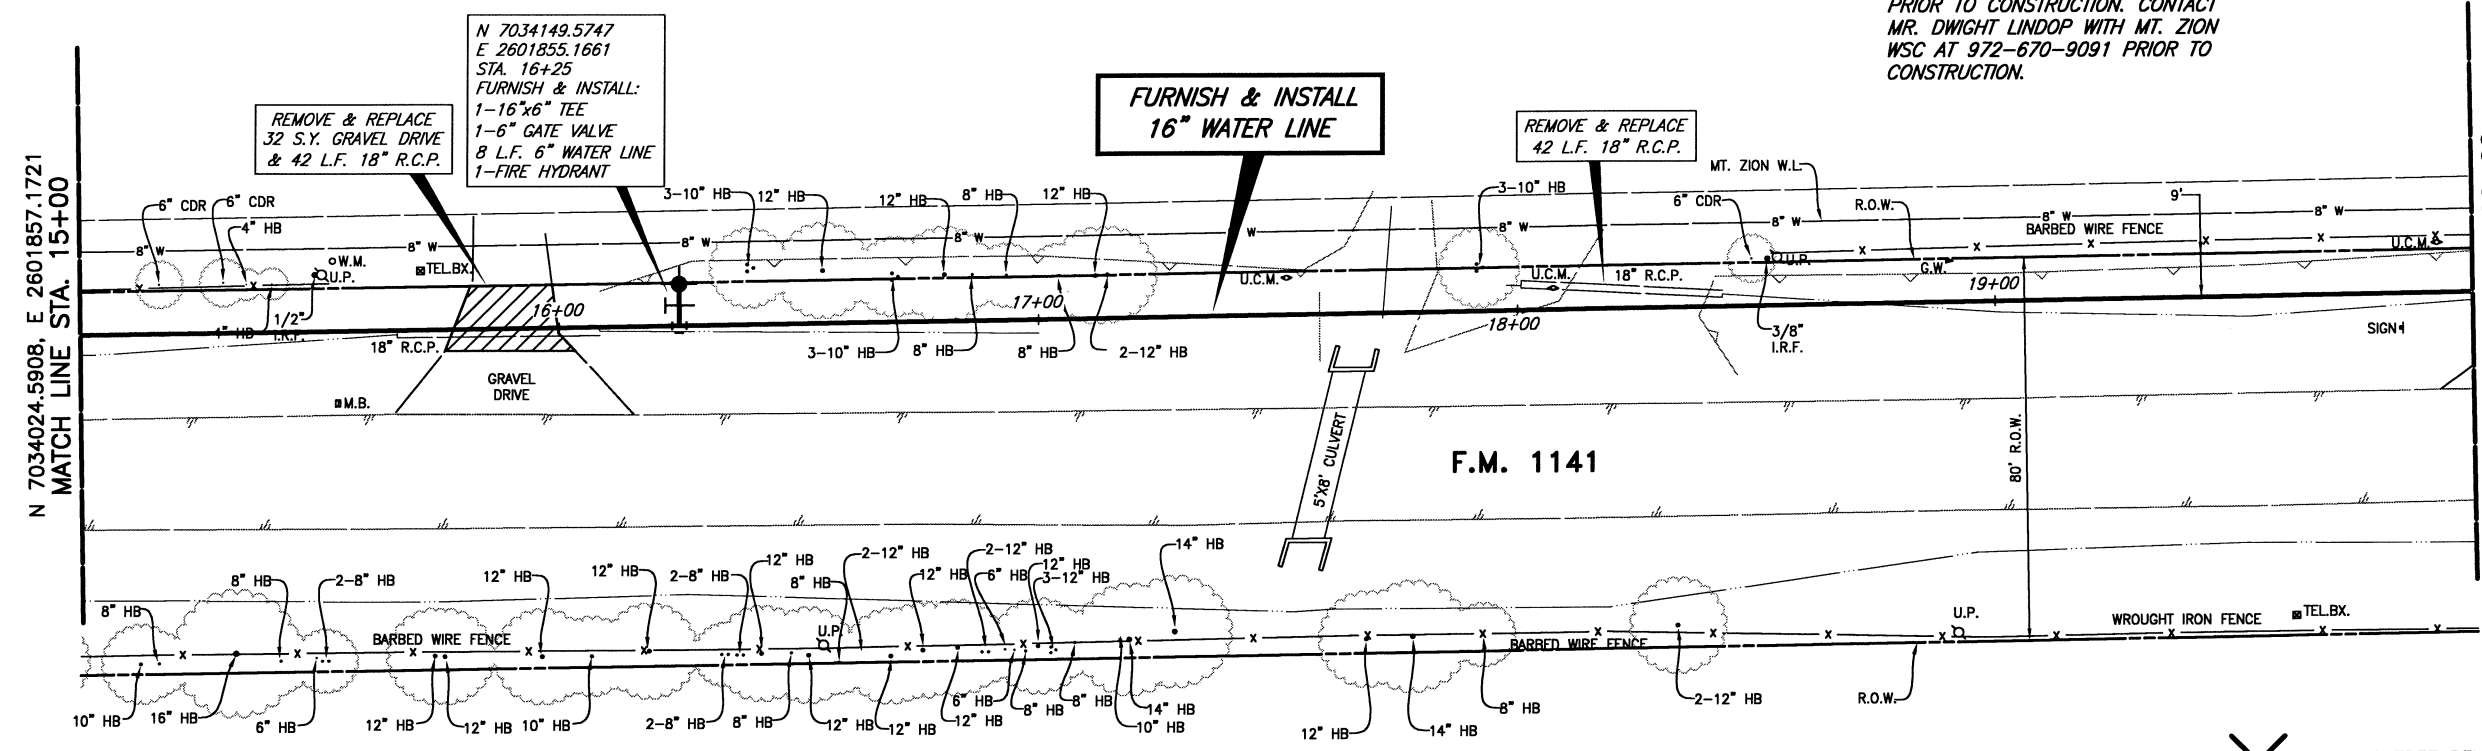 PRIOR TO CONSTRUCTION. CONTACT
MR. DWIGHT LINDOP WITH MT. ZION
WSC AT 972-670-9091 PRIOR TO
CONSTRUCTION.
N 7034149.5747
E 2601855.1661
STA. 16+25
FURNISH & INSTALL:
1-16"x6" TEE
1-6" GATE VALVE
8 L.F. 6" WATER LINE
1-FIRE HYDRANT
REMOVE & REPLACE
32 S.Y. GRAVEL DRIVE
& 42 L.F. 18" R.C.P.
FURNISH & INSTALL
16" WATER LINE
REMOVE & REPLACE
42 L.F. 18" R.C.P.
N 7034024.5908, E 2601857.1721
MATCH LINE STA. 15+00
MT. ZION W.L.
6" CDR
6" CDR
4" HB
3-10" HB
12" HB
12" HB
8" HB
12" HB
3-10" HB
6" CDR
R.O.W.
9'
8" W
8" W
8" W
8" W
W
8" W
8" W
8" W
8" W
BARBED WIRE FENCE
W.M.
U.P.
TEL.BX.
U.C.M.
U.C.M.
18" R.C.P.
U.P.
G.W.
U.C.M.
16+00
17+00
18+00
19+00
4" HB
1/2"
I.R.F.
18" R.C.P.
3-10" HB
8" HB
8" HB
2-12" HB
3/8"
I.R.F.
SIGN
GRAVEL
DRIVE
M.B.
5'X8' CULVERT
F.M. 1141
80' R.O.W.
8" HB
8" HB
2-8" HB
12" HB
12" HB
2-8" HB
12" HB
8" HB
2-12" HB
12" HB
2-12" HB
6" HB
12" HB
3-12" HB
14" HB
BARBED WIRE FENCE
U.P.
BARBED WIRE FENCE
U.P.
WROUGHT IRON FENCE
TEL.BX.
10" HB
16" HB
6" HB
12" HB
12" HB
10" HB
2-8" HB
8" HB
12" HB
12" HB
12" HB
6" HB
8" HB
8" HB
14" HB
10" HB
12" HB
14" HB
8" HB
2-12" HB
R.O.W.